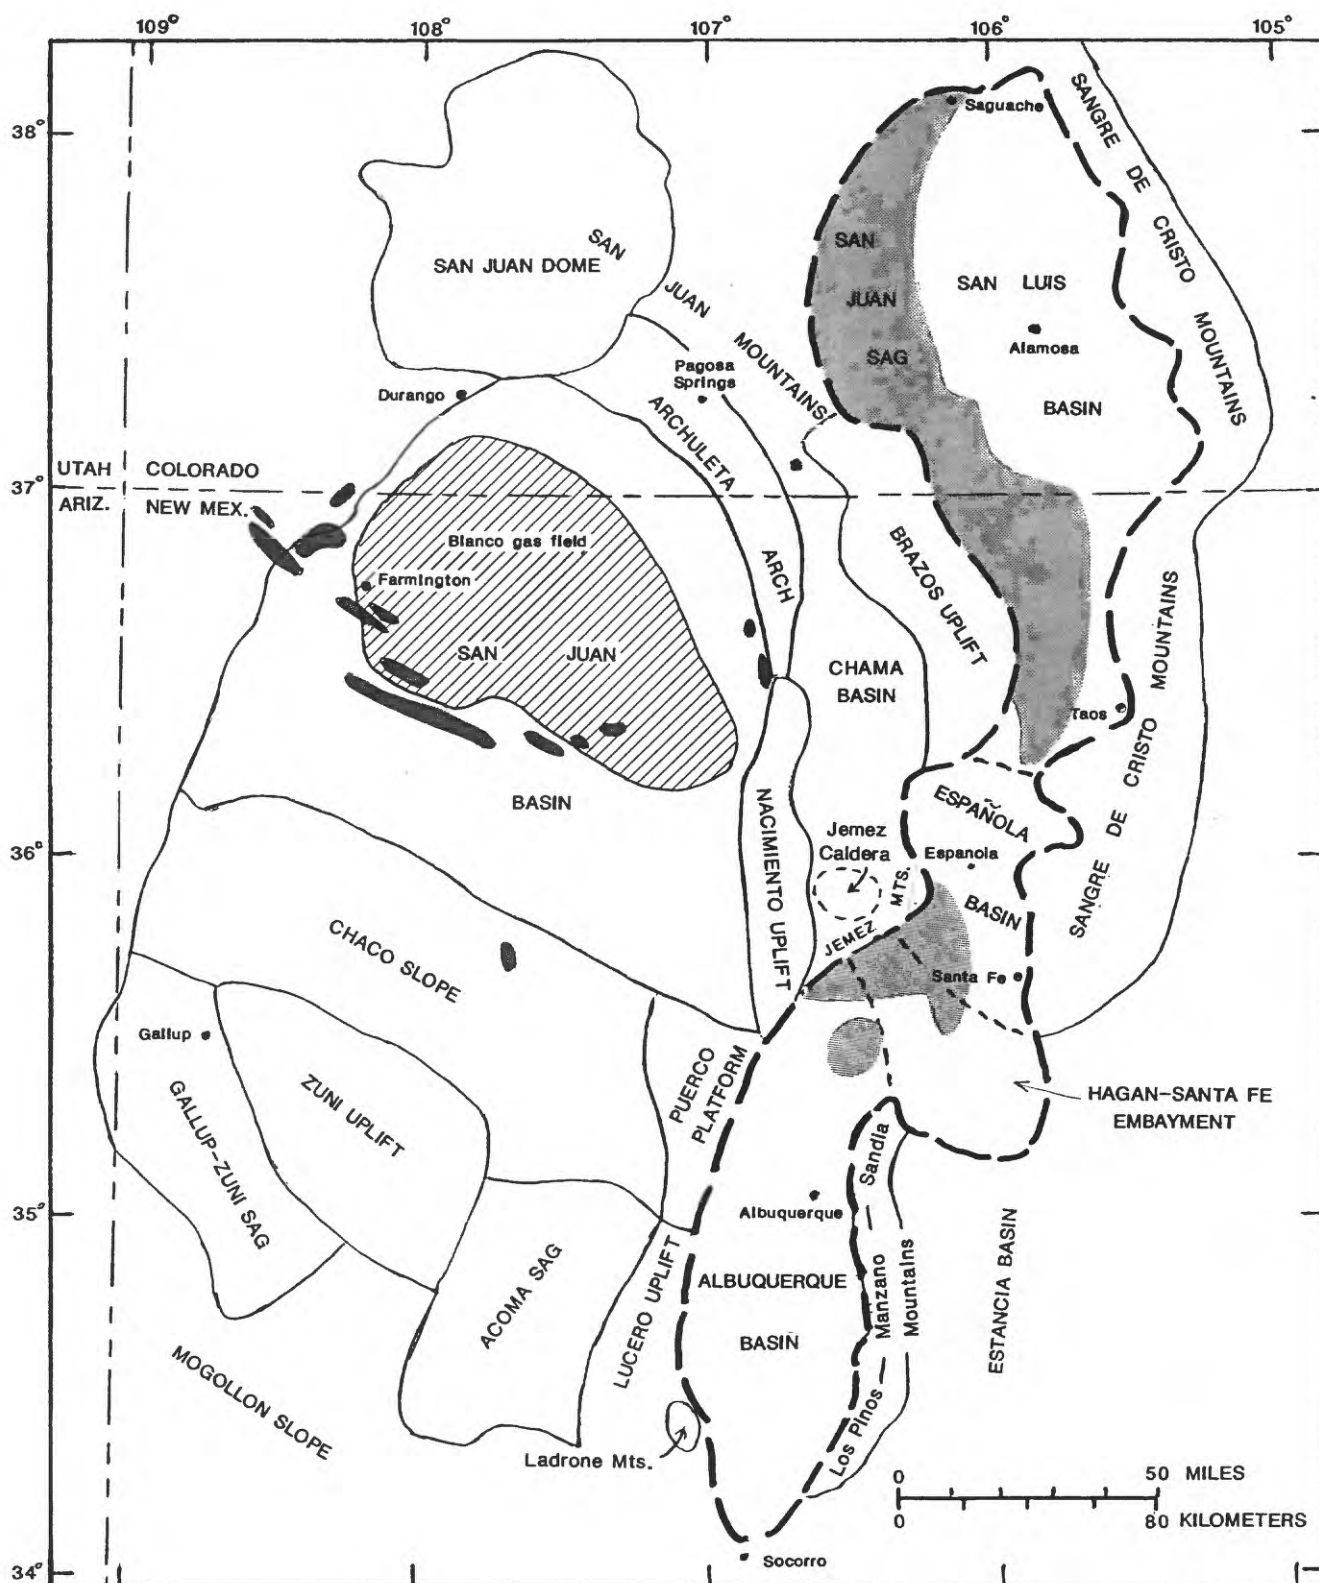 109°
108°
107°
106°
105°
38°
37°
36°
35°
34°
Saguache
SANGRE DE CRISTO MOUNTAINS
SAN JUAN DOME
SAN JUAN MOUNTAINS
SAN
JUAN
SAG
SAN LUIS
Alamosa
BASIN
Durango
Pagosa
Springs
ARCHULETA
ARCH
UTAH
COLORADO
ARIZ.
NEW MEX.
Blanco gas field
Farmington
SAN JUAN
BASIN
BRAZOS UPLIFT
CHAMA
BASIN
Taos
SANGRE DE CRISTO MOUNTAINS
NACIMIENTO UPLIFT
Jemez
Caldera
JEMEZ MTS.
ESPAÑOLA
Espanola
BASIN
Santa Fe
CHACO SLOPE
Gallup
GALLUP-ZUNI SAG
ZUNI UPLIFT
PUERCO
PLATFORM
HAGAN-SANTA FE
EMBAYMENT
Sandia
Albuquerque
ALBUQUERQUE
BASIN
Manzano
Mountains
Los Pinos
ESTANCIA BASIN
ACOMA SAG
LUCERO UPLIFT
MOGOLLON SLOPE
Ladrone Mts.
Socorro
0 50 MILES
0 80 KILOMETERS